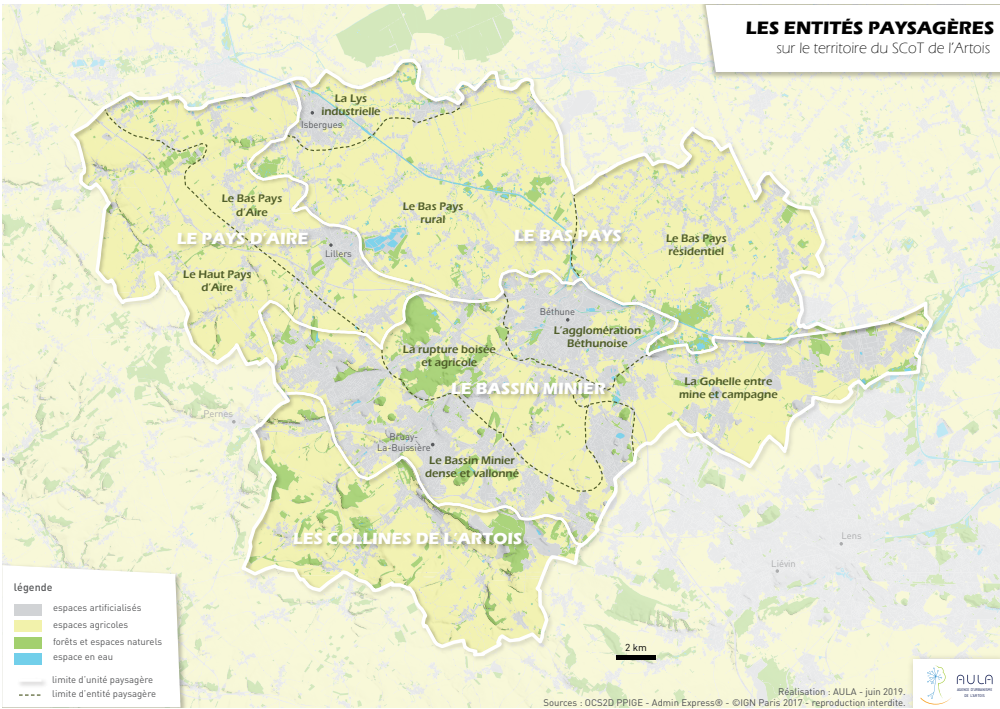 LES ENTITÉS PAYSAGÈRES
sur le territoire du SCoT de l'Artois
La Lys
industrielle
Isbergues
Le Bas Pays
d'Aire
Le Bas Pays
rural
LE PAYS D'AIRE
LE BAS PAYS
Le Bas Pays
résidentiel
Lillers
Le Haut Pays
d'Aire
Béthune
L'agglomération
Béthunoise
La rupture boisée
et agricole
LE BASSIN MINIER
La Gohelle entre
mine et campagne
Pernes
Bruay-
La-Buissière
Le Bassin Minier
dense et vallonné
LES COLLINES DE L'ARTOIS
Lens
Liévin
légende
espaces artificialisés
espaces agricoles
forêts et espaces naturels
espace en eau
limite d'unité paysagère
limite d'entité paysagère
2 km
Réalisation : AULA - juin 2019.
Sources : OCS2D PPIGE - Admin Express® - ©IGN Paris 2017 - reproduction interdite.
AULA
AGENCE D'URBANISME
DE L'ARTOIS